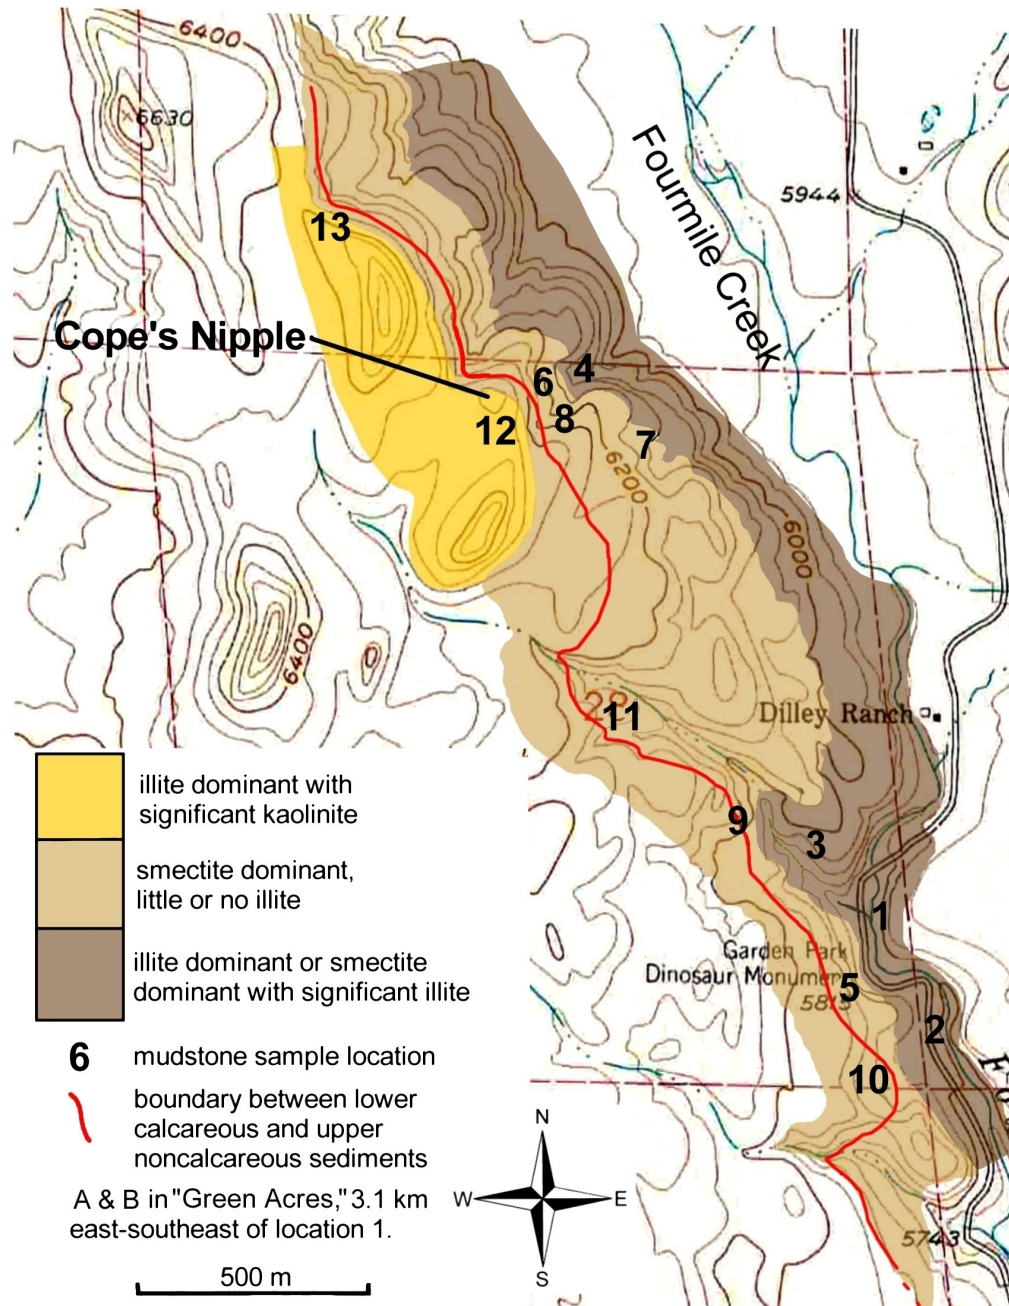 6400
6630
Fourmile Creek
5944
13
Cope's Nipple
4
6
8
12
7
6200
6000
6400
11
Dilley Ranch
9
3
1
Garden Park
Dinosaur Monument
5
2
10
5743
illite dominant with
significant kaolinite
smectite dominant,
little or no illite
illite dominant or smectite
dominant with significant illite
6 mudstone sample location
boundary between lower
calcareous and upper
noncalcareous sediments
A & B in "Green Acres," 3.1 km
east-southeast of location 1.
500 m
N
W E
S